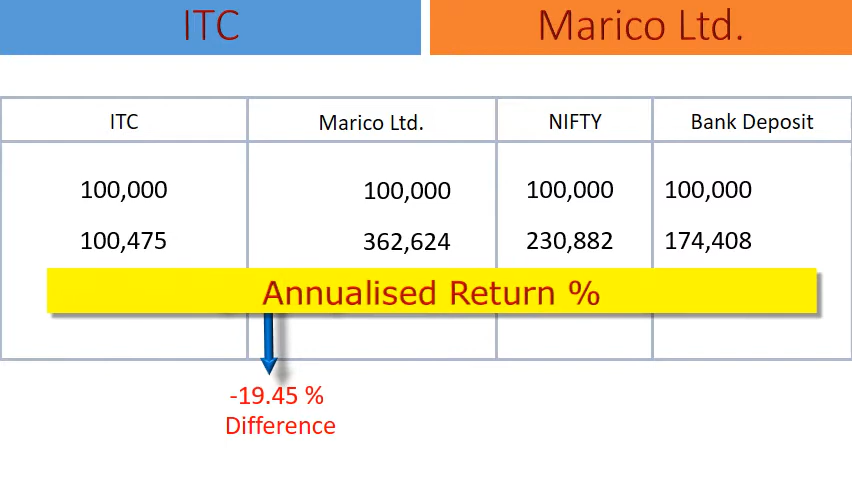 ITC Marico Ltd.
ITC Marico Ltd. NIFTY Bank Deposit
100,000 100,000 100,000 100,000
100,475 362,624 230,882 174,408
Annualised Return %
-19.45 %
Difference